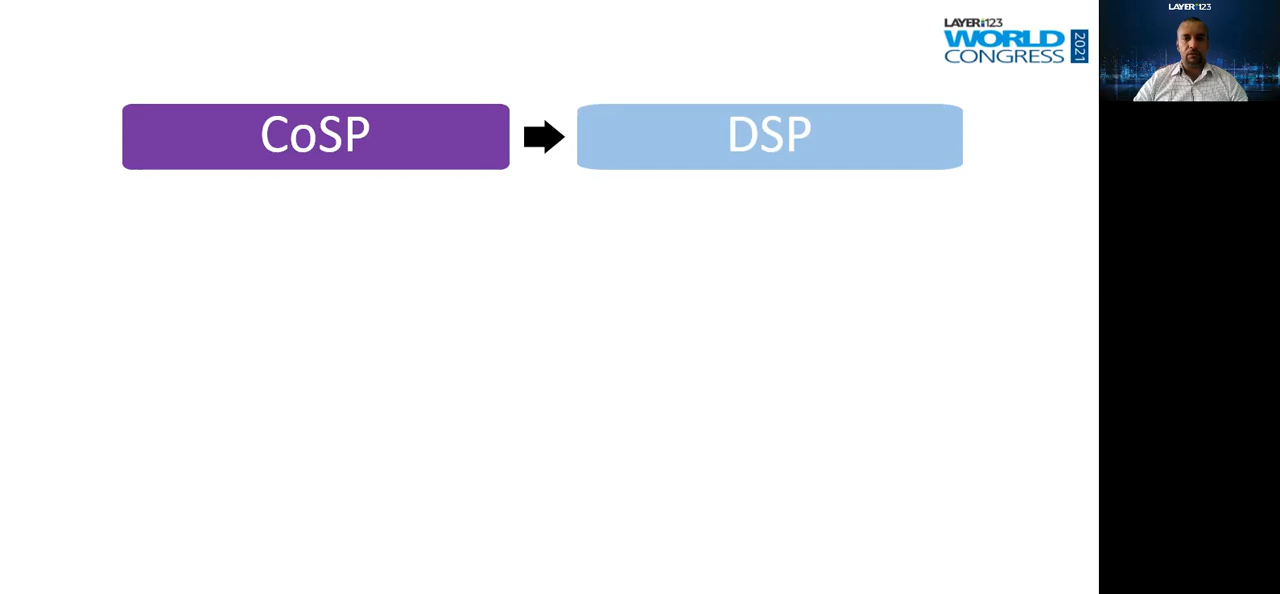 LAYER123
WORLD
CONGRESS
2021
LAYER123
CoSP
DSP